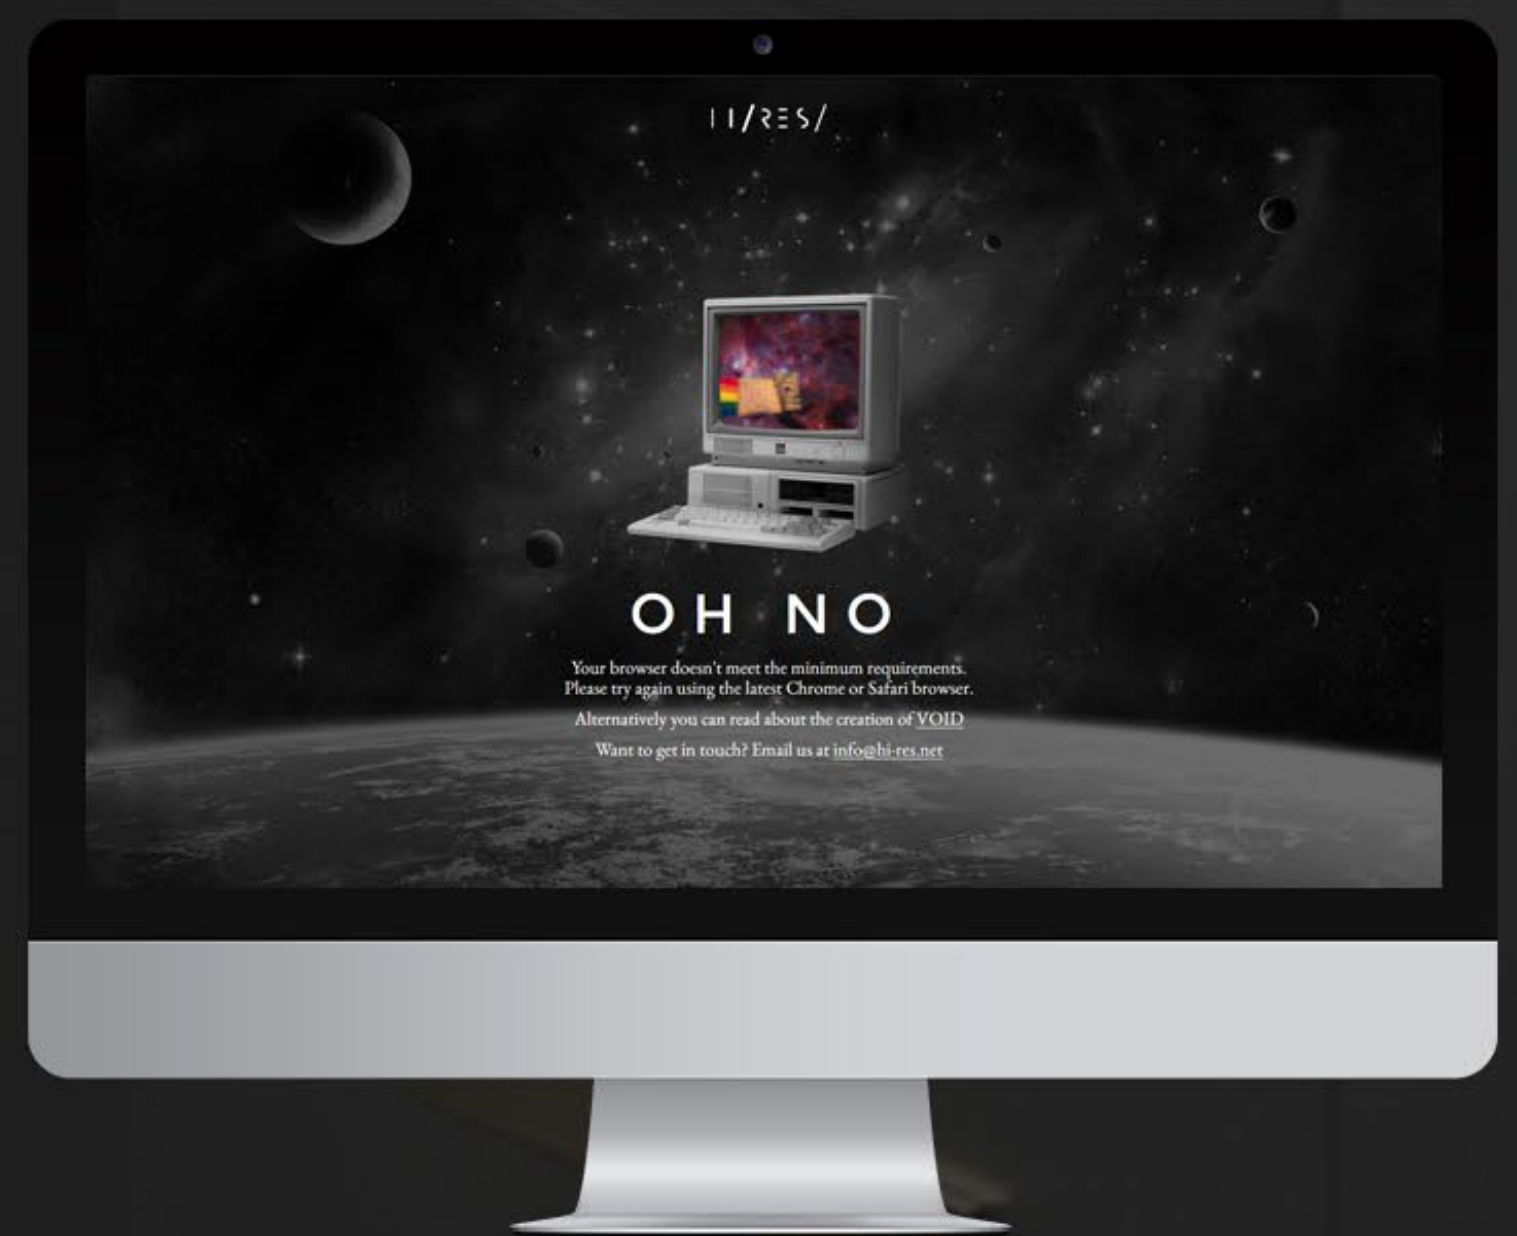 HI/RES/
OH NO
Your browser doesn't meet the minimum requirements.
Please try again using the latest Chrome or Safari browser.
Alternatively you can read about the creation of VOID
Want to get in touch? Email us at info@hi-res.net